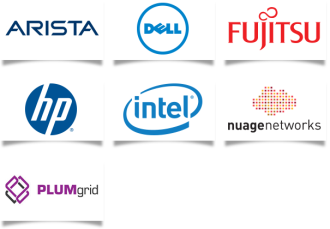 ARISTA
DELL
FUJITSU
hp
intel
nuagenetworks
PLUMgrid